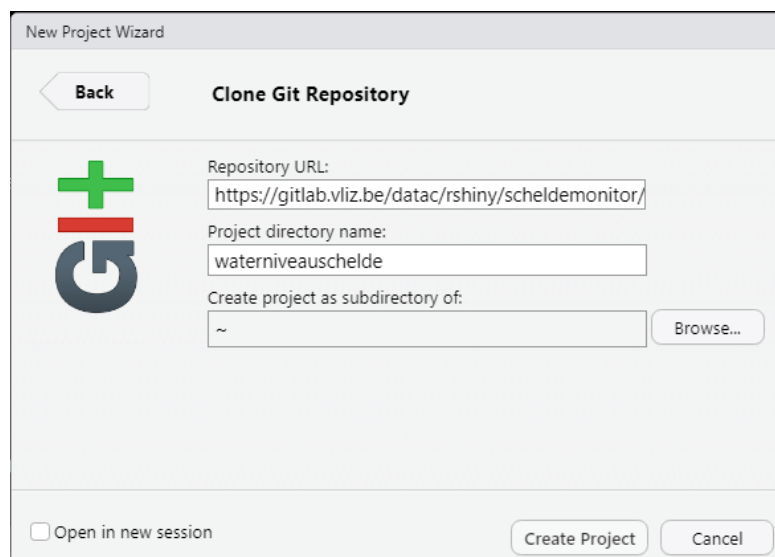 New Project Wizard
Back
Clone Git Repository
Repository URL:
https://gitlab.vliz.be/datac/rshiny/scheldemonitor/
Project directory name:
waterniveauschelde
Create project as subdirectory of:
~
Browse...
GIt
Open in new session
Create Project
Cancel